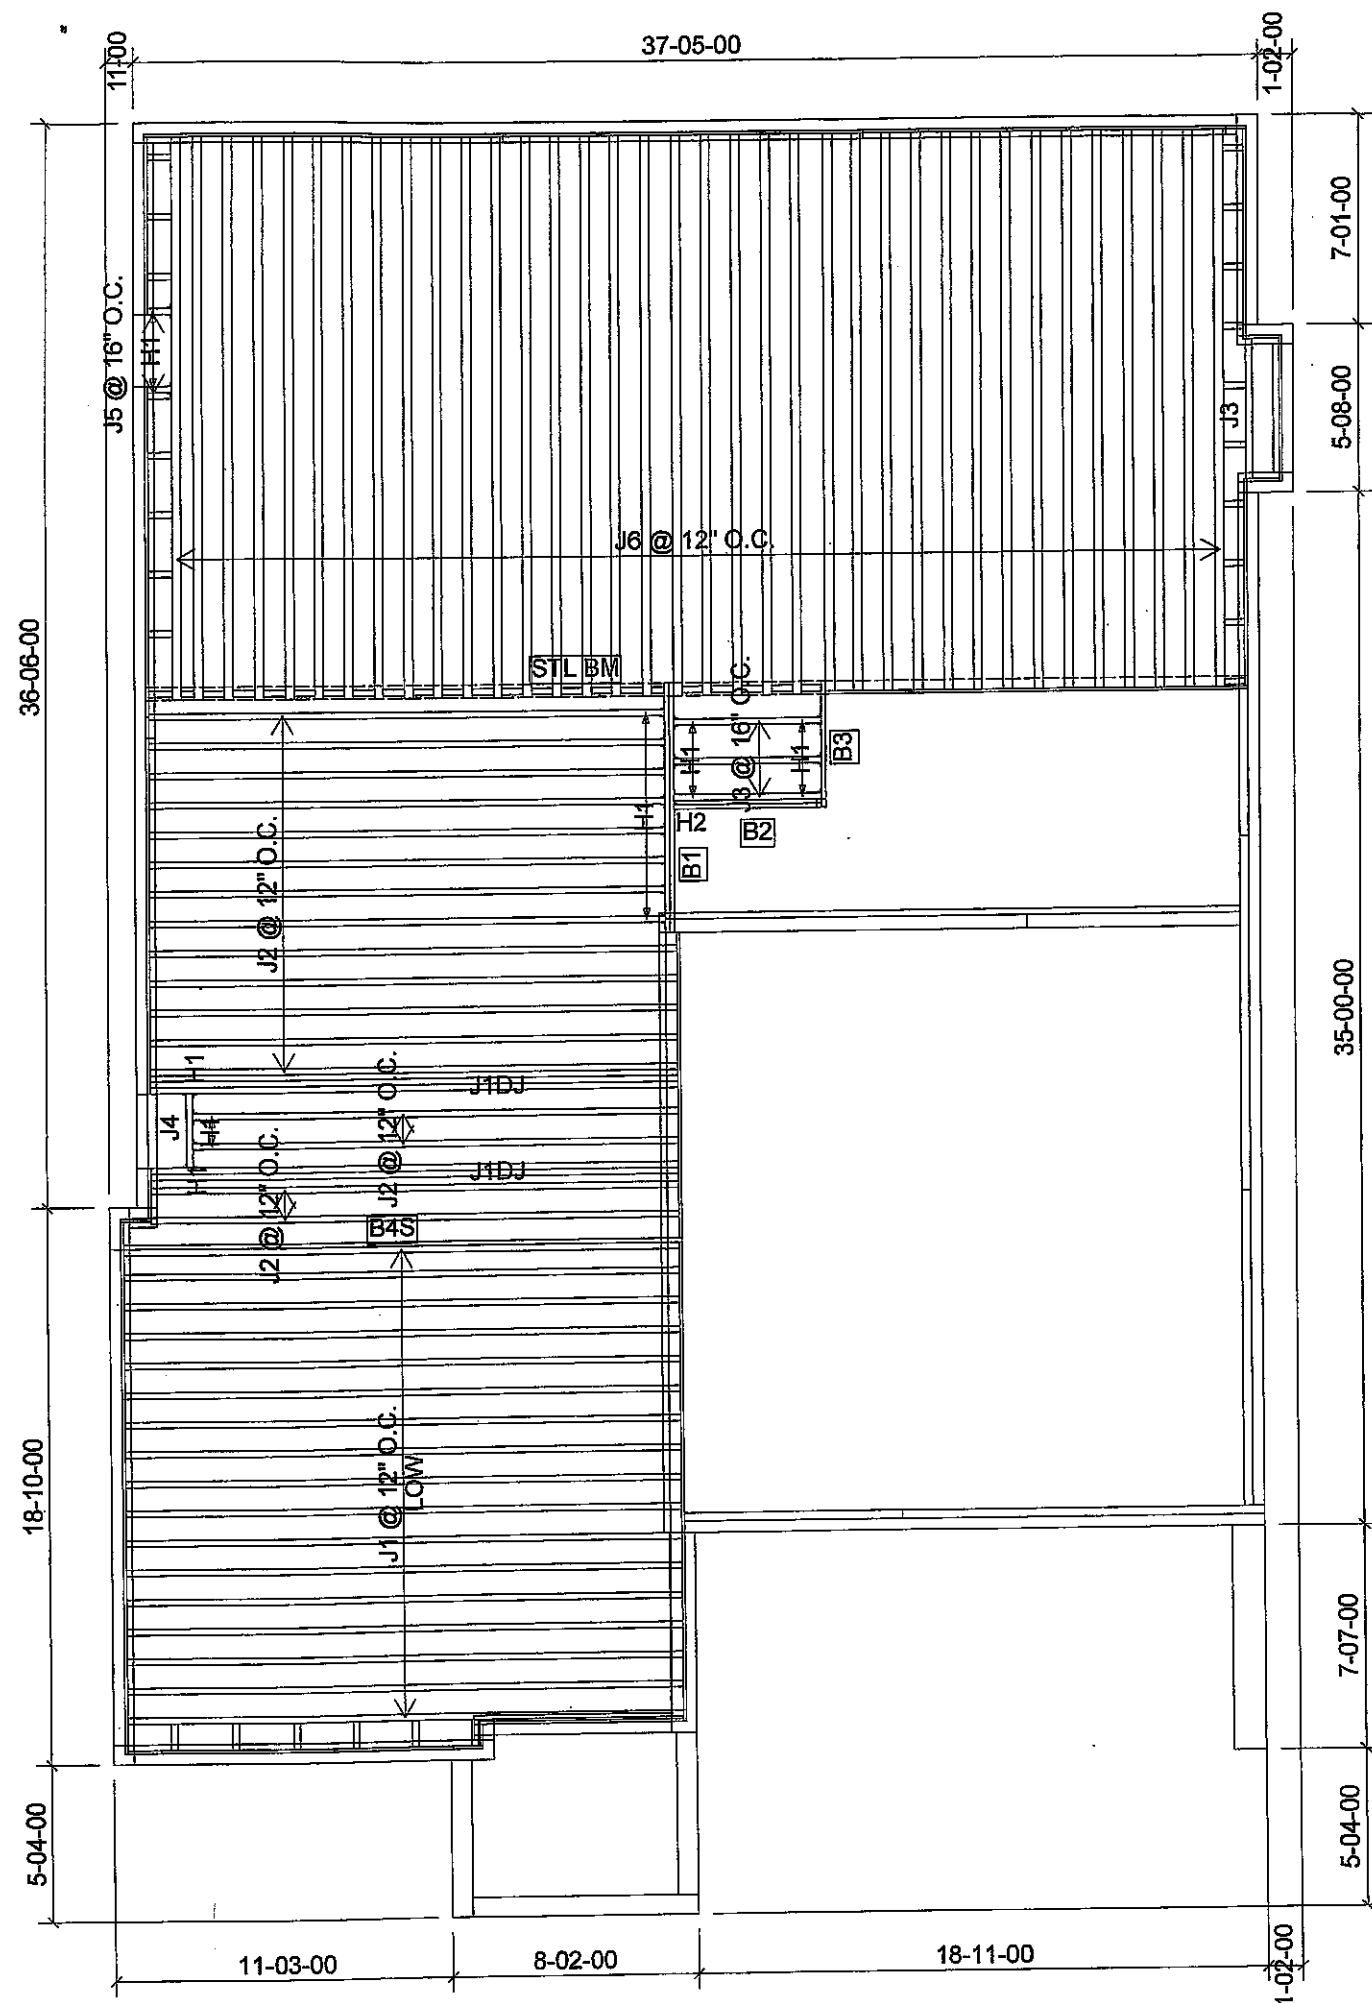 11-00
37-05-00
1-02-00
7-01-00
J5 @ 16" O.C.
H1
5-08-00
J3
J6 @ 12" O.C.
36-06-00
STL BM
J3 @ 16" O.C.
H1
H1
B3
H1
H2
B2
B1
J2 @ 12" O.C.
35-00-00
H1
J2 @ 12" O.C.
J1DJ
J4
H1
J2 @ 12" O.C.
H1
J1DJ
B4S
18-10-00
J1 @ 12" O.C.
LOW
7-07-00
5-04-00
5-04-00
11-03-00
8-02-00
18-11-00
1-02-00